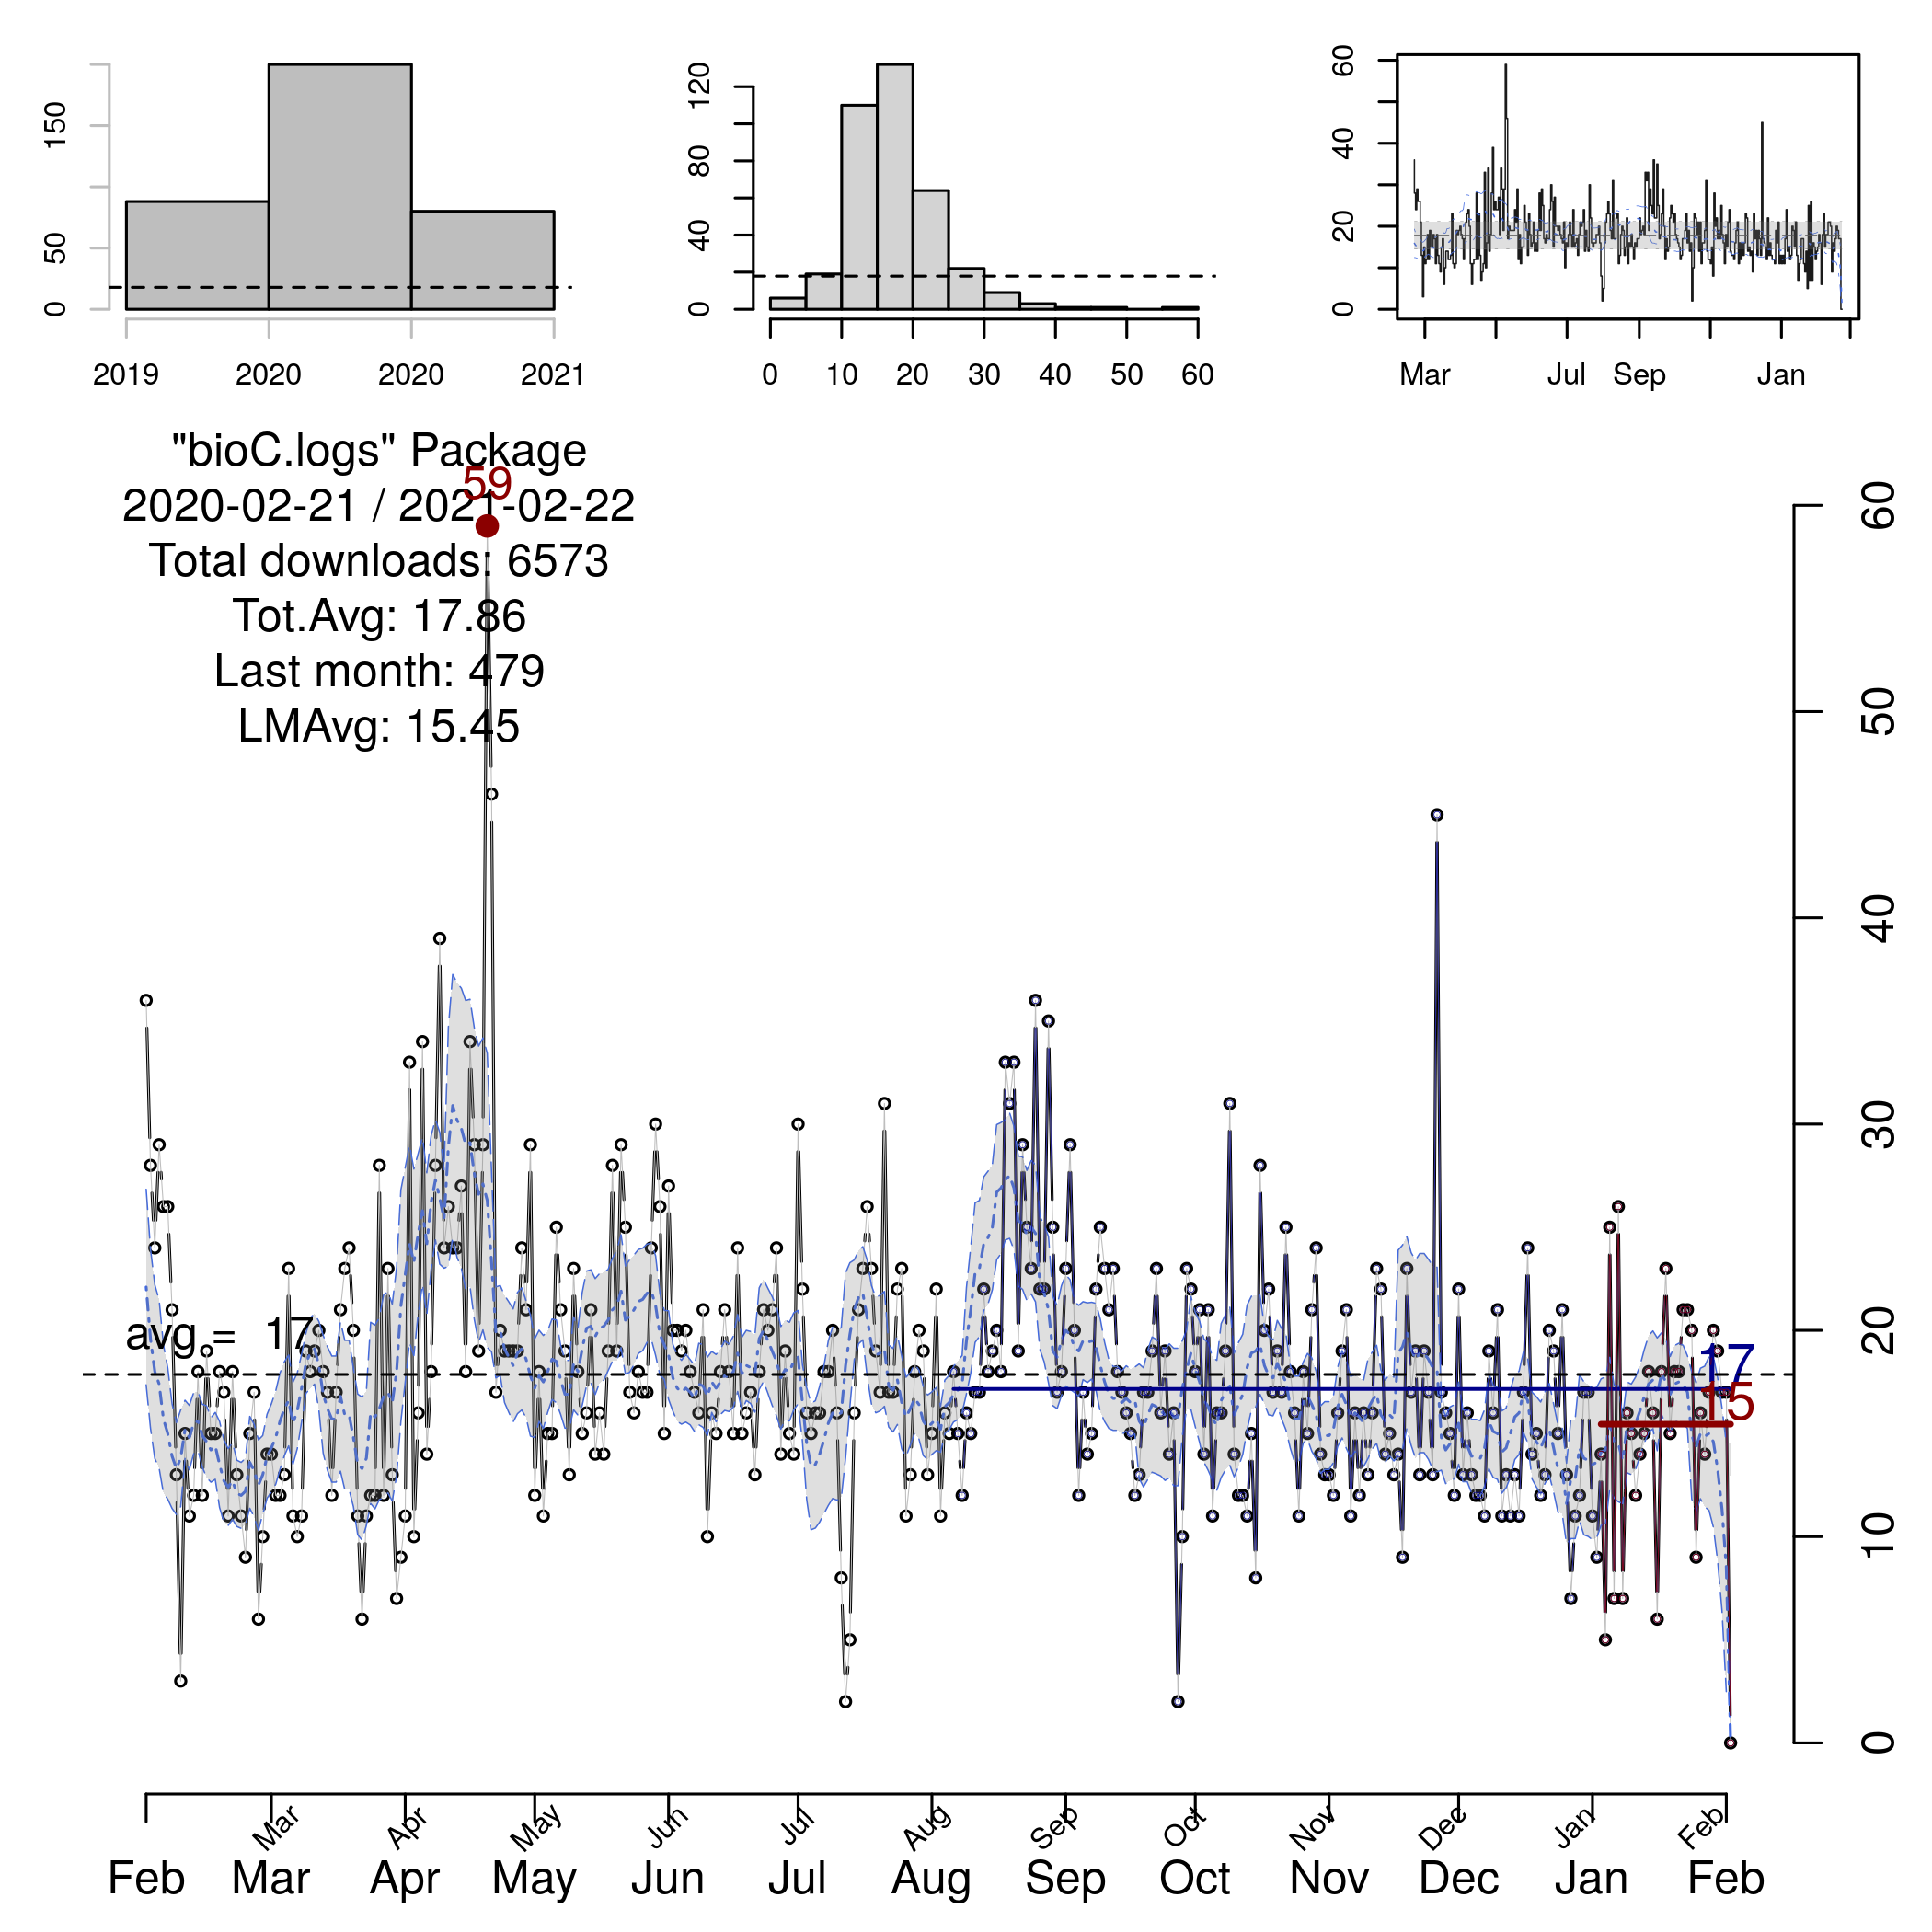 150
50
0
2019 2020 2020 2021
120
80
40
0
0 10 20 30 40 50 60
60
40
20
0
Mar Jul Sep Jan
"bioC.logs" Package
59
2020-02-21 / 2021-02-22
Total downloads: 6573
Tot.Avg: 17.86
Last month: 479
LMAvg: 15.45
avg = 17
17
15
60
50
40
30
20
10
0
Mar Apr May Jun Jul Aug Sep Oct Nov Dec Jan Feb
Feb Mar Apr May Jun Jul Aug Sep Oct Nov Dec Jan Feb